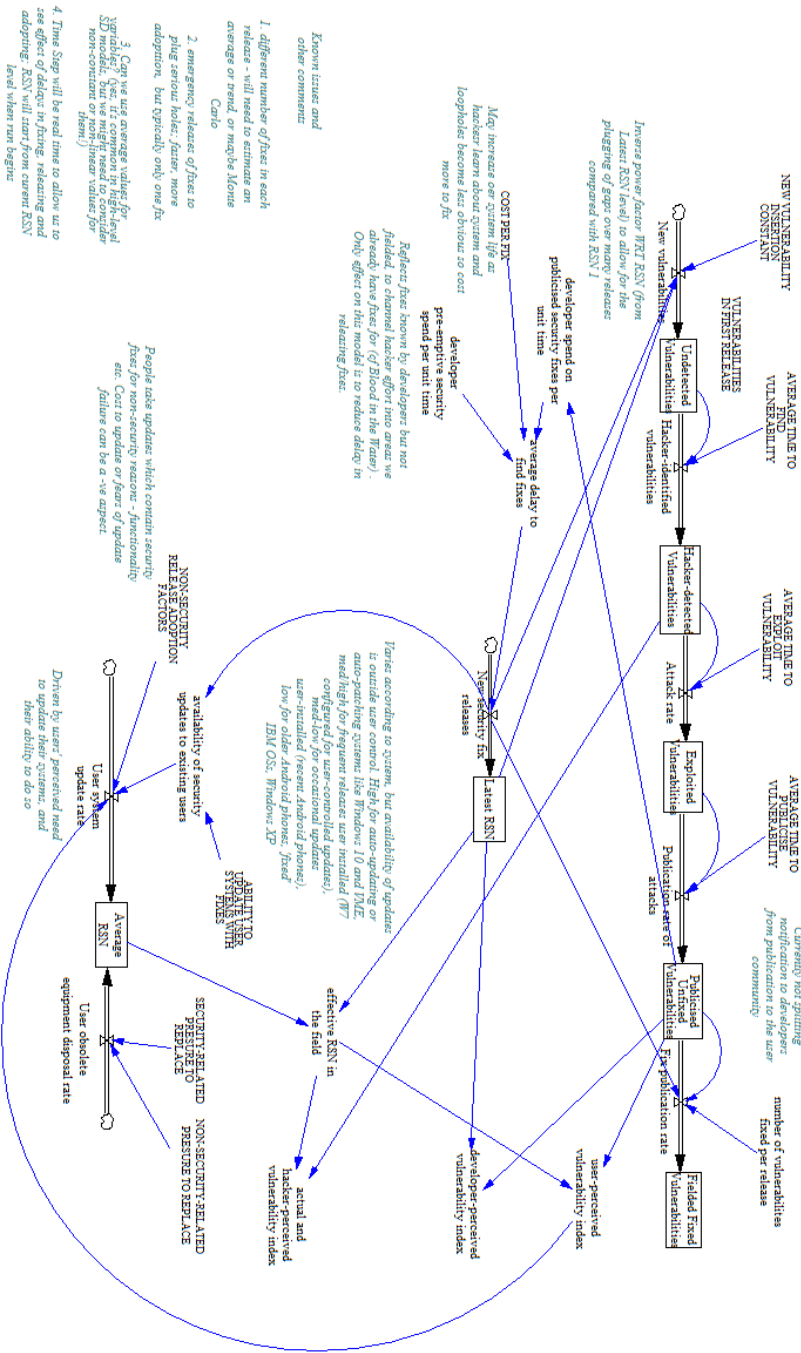 NEW VULNERABILITY
INSERTION
CONSTANT
New vulnerabilities
VULNERABILITIES
IN FIRST RELEASE
Undetected
Vulnerabilities
AVERAGE TIME TO
FIND
VULNERABILITY
Hacker-identified
vulnerabilities
Hacker-detected
Vulnerabilities
AVERAGE TIME TO
EXPLOIT
VULNERABILITY
Attack rate
Exploited
Vulnerabilities
AVERAGE TIME TO
PUBLICISE
VULNERABILITY
Publication rate of
attacks
Currently not splitting
notification to developers
from publication to the user
community
Publicised
Unfixed
Vulnerabilities
Fix publication rate
number of vulnerabilites
fixed per release
Fielded Fixed
Vulnerabilities
Inverse power factor WRT RSN (from
Latest RSN level) to allow for the
plugging of gaps over many releases
compared with RSN 1
May increase oer system life as
hackesr learn about system and
loopholes become less obvious so cost
more to fix
COST PER FIX
developer spend on
publicised security fixes per
unit time
developer
pre-emptive security
spend per unit time
average delay to
find fixes
Reflects fixes known by developers but not
fielded, to channel hacker effort into areas we
already have fixes for (cf Blood in the Water) .
Only effect on this model is to reduce delay in
releasing fixes.
New security fix
releases
Latest RSN
user-perceived
vulnerability index
developer-perceived
vulnerability index
actual and
hacker-perceived
vulnerability index
effective RSN in
the field
Varies according to system, but availability of updates
is outside user control. High for auto-updating or
auto-patching systems like Windows 10 and VME,
med/high for frequent releases user installed (W7
configured for user-controlled updates),
med-low for occasional updates
user-installed (recent Android phones),
low for older Android phones, 'fixed'
IBM OSs, Windows XP
Known issues and
other comments
1. different number of fixes in each
release - will need to estimate an
average or trend, or maybe Monte
Carlo
2. emergency releases of fixes to
plug serious holes; faster, more
adoption, but typically only one fix
3. Can we use average values for
variables? (yes, it's common in high-level
SD models, but we might need to consider
non-constant or non-linear values for
them!)
4. Time Step will be real time to allow us to
see effect of delays in fixing, releasing and
adopting; RSN will start from curent RSN
level when run begins
People take updates which contain security
fixes for non-security reasons - functionality
etc. Cost to update or fears of update
failure can be a -ve aspect.
NON-SECURITY
RELEASE ADOPTION
FACTORS
availability of security
updates to existing users
ABILITY TO
UPDATE USER
SYSTEMS WITH
FIXES
User system
update rate
Driven by users' perceived need
to update their systems, and
their ability to do so
Average
RSN
User obsolete
equipment disposal rate
SECURITY-RELATED
PRESURE TO
REPLACE
NON-SECURITY-RELATED
PRESURE TO REPLACE